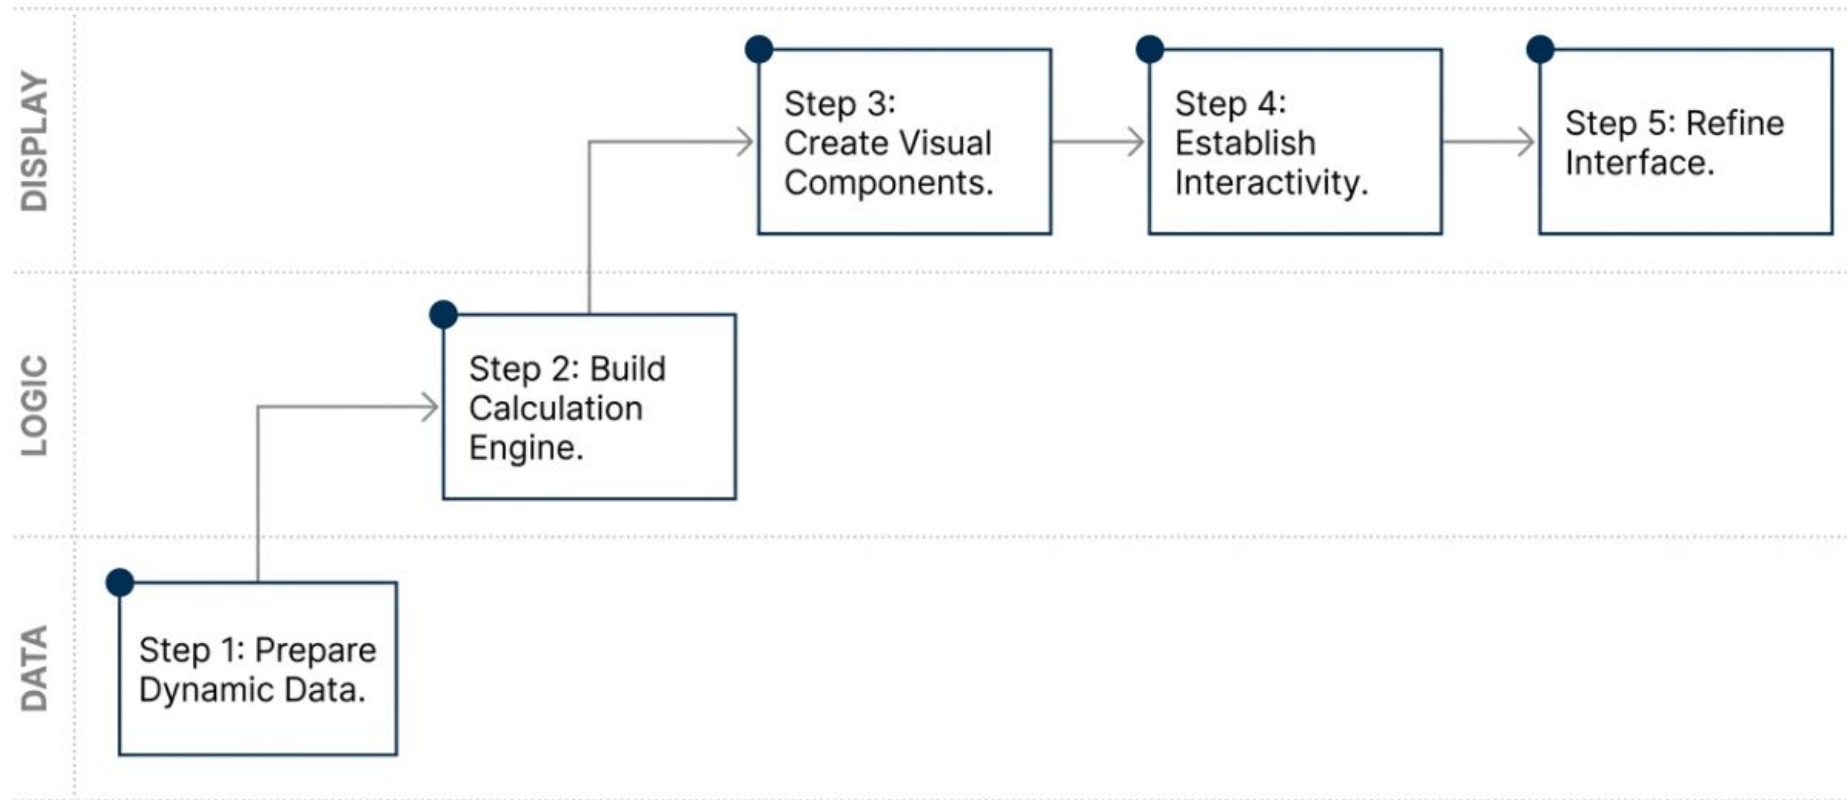 DISPLAY
Step 3:
Create Visual
Components.
Step 4:
Establish
Interactivity.
Step 5: Refine
Interface.
LOGIC
Step 2: Build
Calculation
Engine.
DATA
Step 1: Prepare
Dynamic Data.